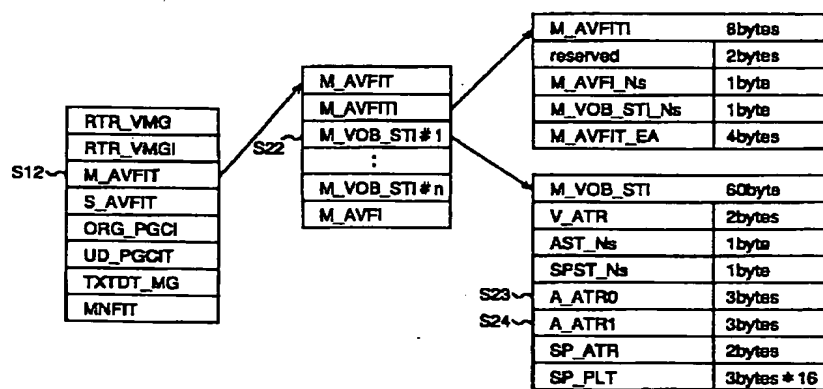 RTR_VMG
RTR_VMGI
S12 M_AVFIT
S_AVFIT
ORG_PGCI
UD_PGCIT
TXTDT_MG
MNFIT
M_AVFIT
M_AVFITI
S22 M_VOB_STI#1
:
M_VOB_STI#n
M_AVFI
M_AVFITI 8bytes
reserved 2bytes
M_AVFI_Ns 1byte
M_VOB_STI_Ns 1byte
M_AVFIT_EA 4bytes
M_VOB_STI 60byte
V_ATR 2bytes
AST_Ns 1byte
SPST_Ns 1byte
S23 A_ATR0 3bytes
S24 A_ATR1 3bytes
SP_ATR 2bytes
SP_PLT 3bytes*16